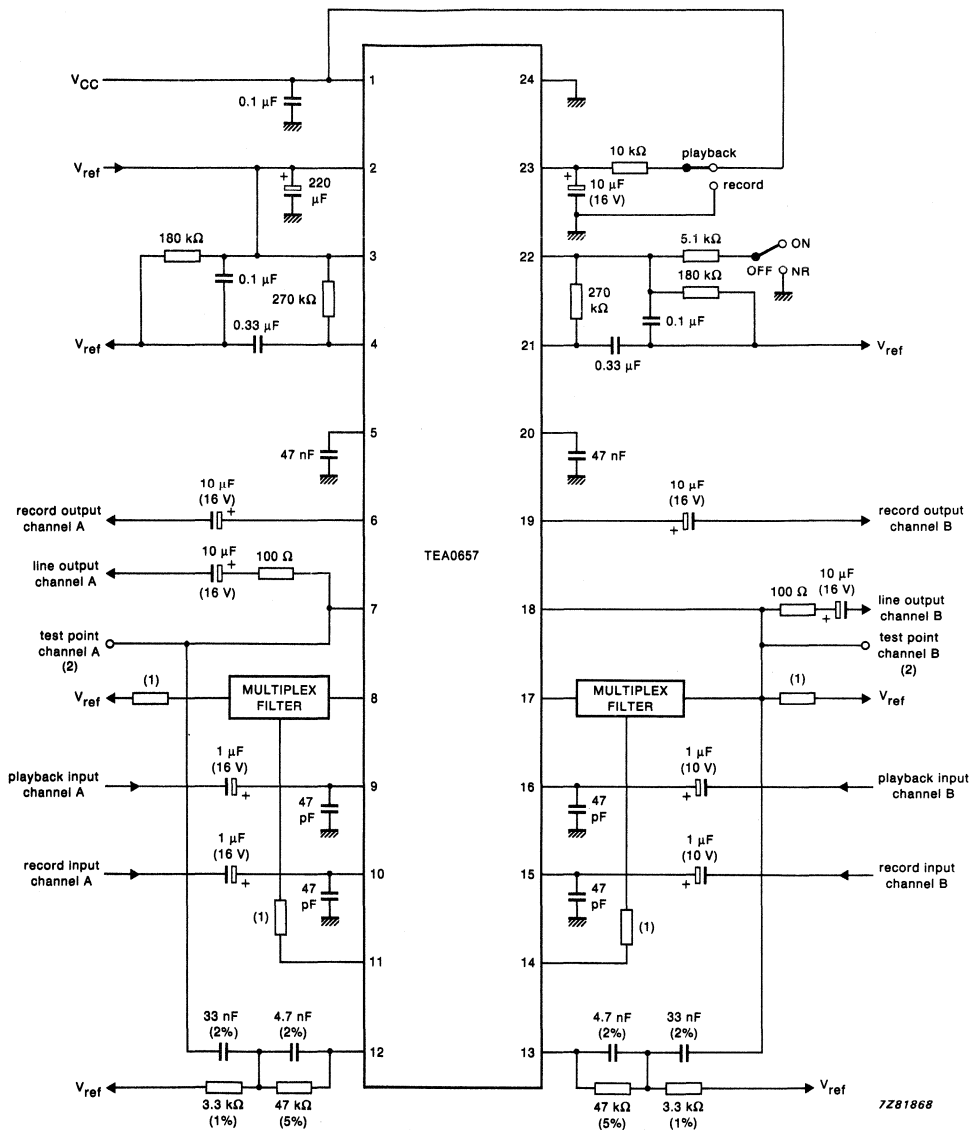 VCC
0.1 µF
1
24
Vref
220
µF
2
23
10 kΩ
playback
record
10 µF
(16 V)
180 kΩ
0.1 µF
270 kΩ
3
22
5.1 kΩ
ON
OFF
NR
180 kΩ
270
kΩ
0.1 µF
0.33 µF
Vref
4
21
0.33 µF
Vref
5
47 nF
20
47 nF
10 µF
(16 V)
+
record output
channel A
6
19
10 µF
(16 V)
+
record output
channel B
TEA0657
10 µF
(16 V)
+
100 Ω
line output
channel A
7
18
100 Ω
10 µF
(16 V)
+
line output
channel B
test point
channel A
(2)
test point
channel B
(2)
Vref
(1)
MULTIPLEX
FILTER
8
17
MULTIPLEX
FILTER
(1)
Vref
playback input
channel A
1 µF
(16 V)
+
47
pF
9
16
47
pF
1 µF
(10 V)
+
playback input
channel B
record input
channel A
1 µF
(16 V)
+
47
pF
10
15
47
pF
1 µF
(10 V)
+
record input
channel B
(1)
11
14
(1)
33 nF
(2%)
4.7 nF
(2%)
12
13
4.7 nF
(2%)
33 nF
(2%)
Vref
3.3 kΩ
(1%)
47 kΩ
(5%)
47 kΩ
(5%)
3.3 kΩ
(1%)
Vref
7Z81868